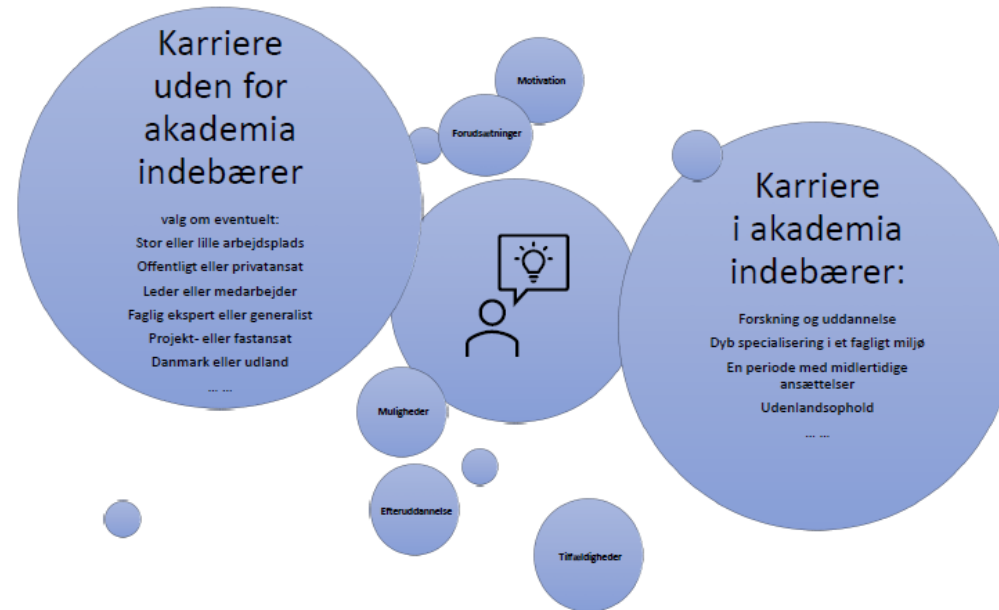 Karriere
uden for
akademia
indebærer
valg om eventuelt:
Stor eller lille arbejdsplads
Offentligt eller privatansat
Leder eller medarbejder
Faglig ekspert eller generalist
Projekt- eller fastansat
Danmark eller udland
... ...
Motivation
Forudsætninger
Karriere
i akademia
indebærer:
Forskning og uddannelse
Dyb specialisering i et fagligt miljø
En periode med midlertidige
ansættelser
Udenlandsophold
... ...
Muligheder
Efteruddannelse
Tilfældigheder